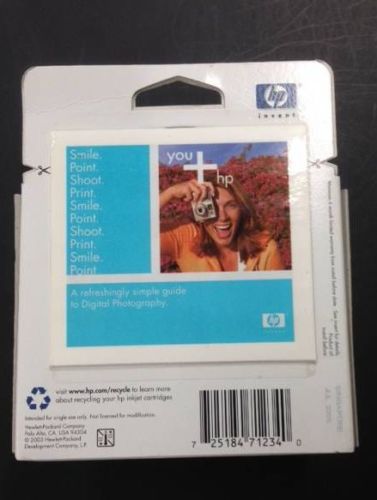 hp
invent
Smile.
Point.
Shoot.
Print.
Smile.
Point.
Shoot.
Print.
Smile.
Point
you
+
hp
A refreshingly simple guide
to Digital Photography.
hp
visit www.hp.com/recycle to learn more
about recycling your hp inkjet cartridges
Intended for single use only. Not licensed for modification.
Hewlett-Packard Company
Palo Alto, CA, USA 94304
© 2003 Hewlett-Packard
Development Company, L.P.
7 25184 71234 0
SINGAPORE